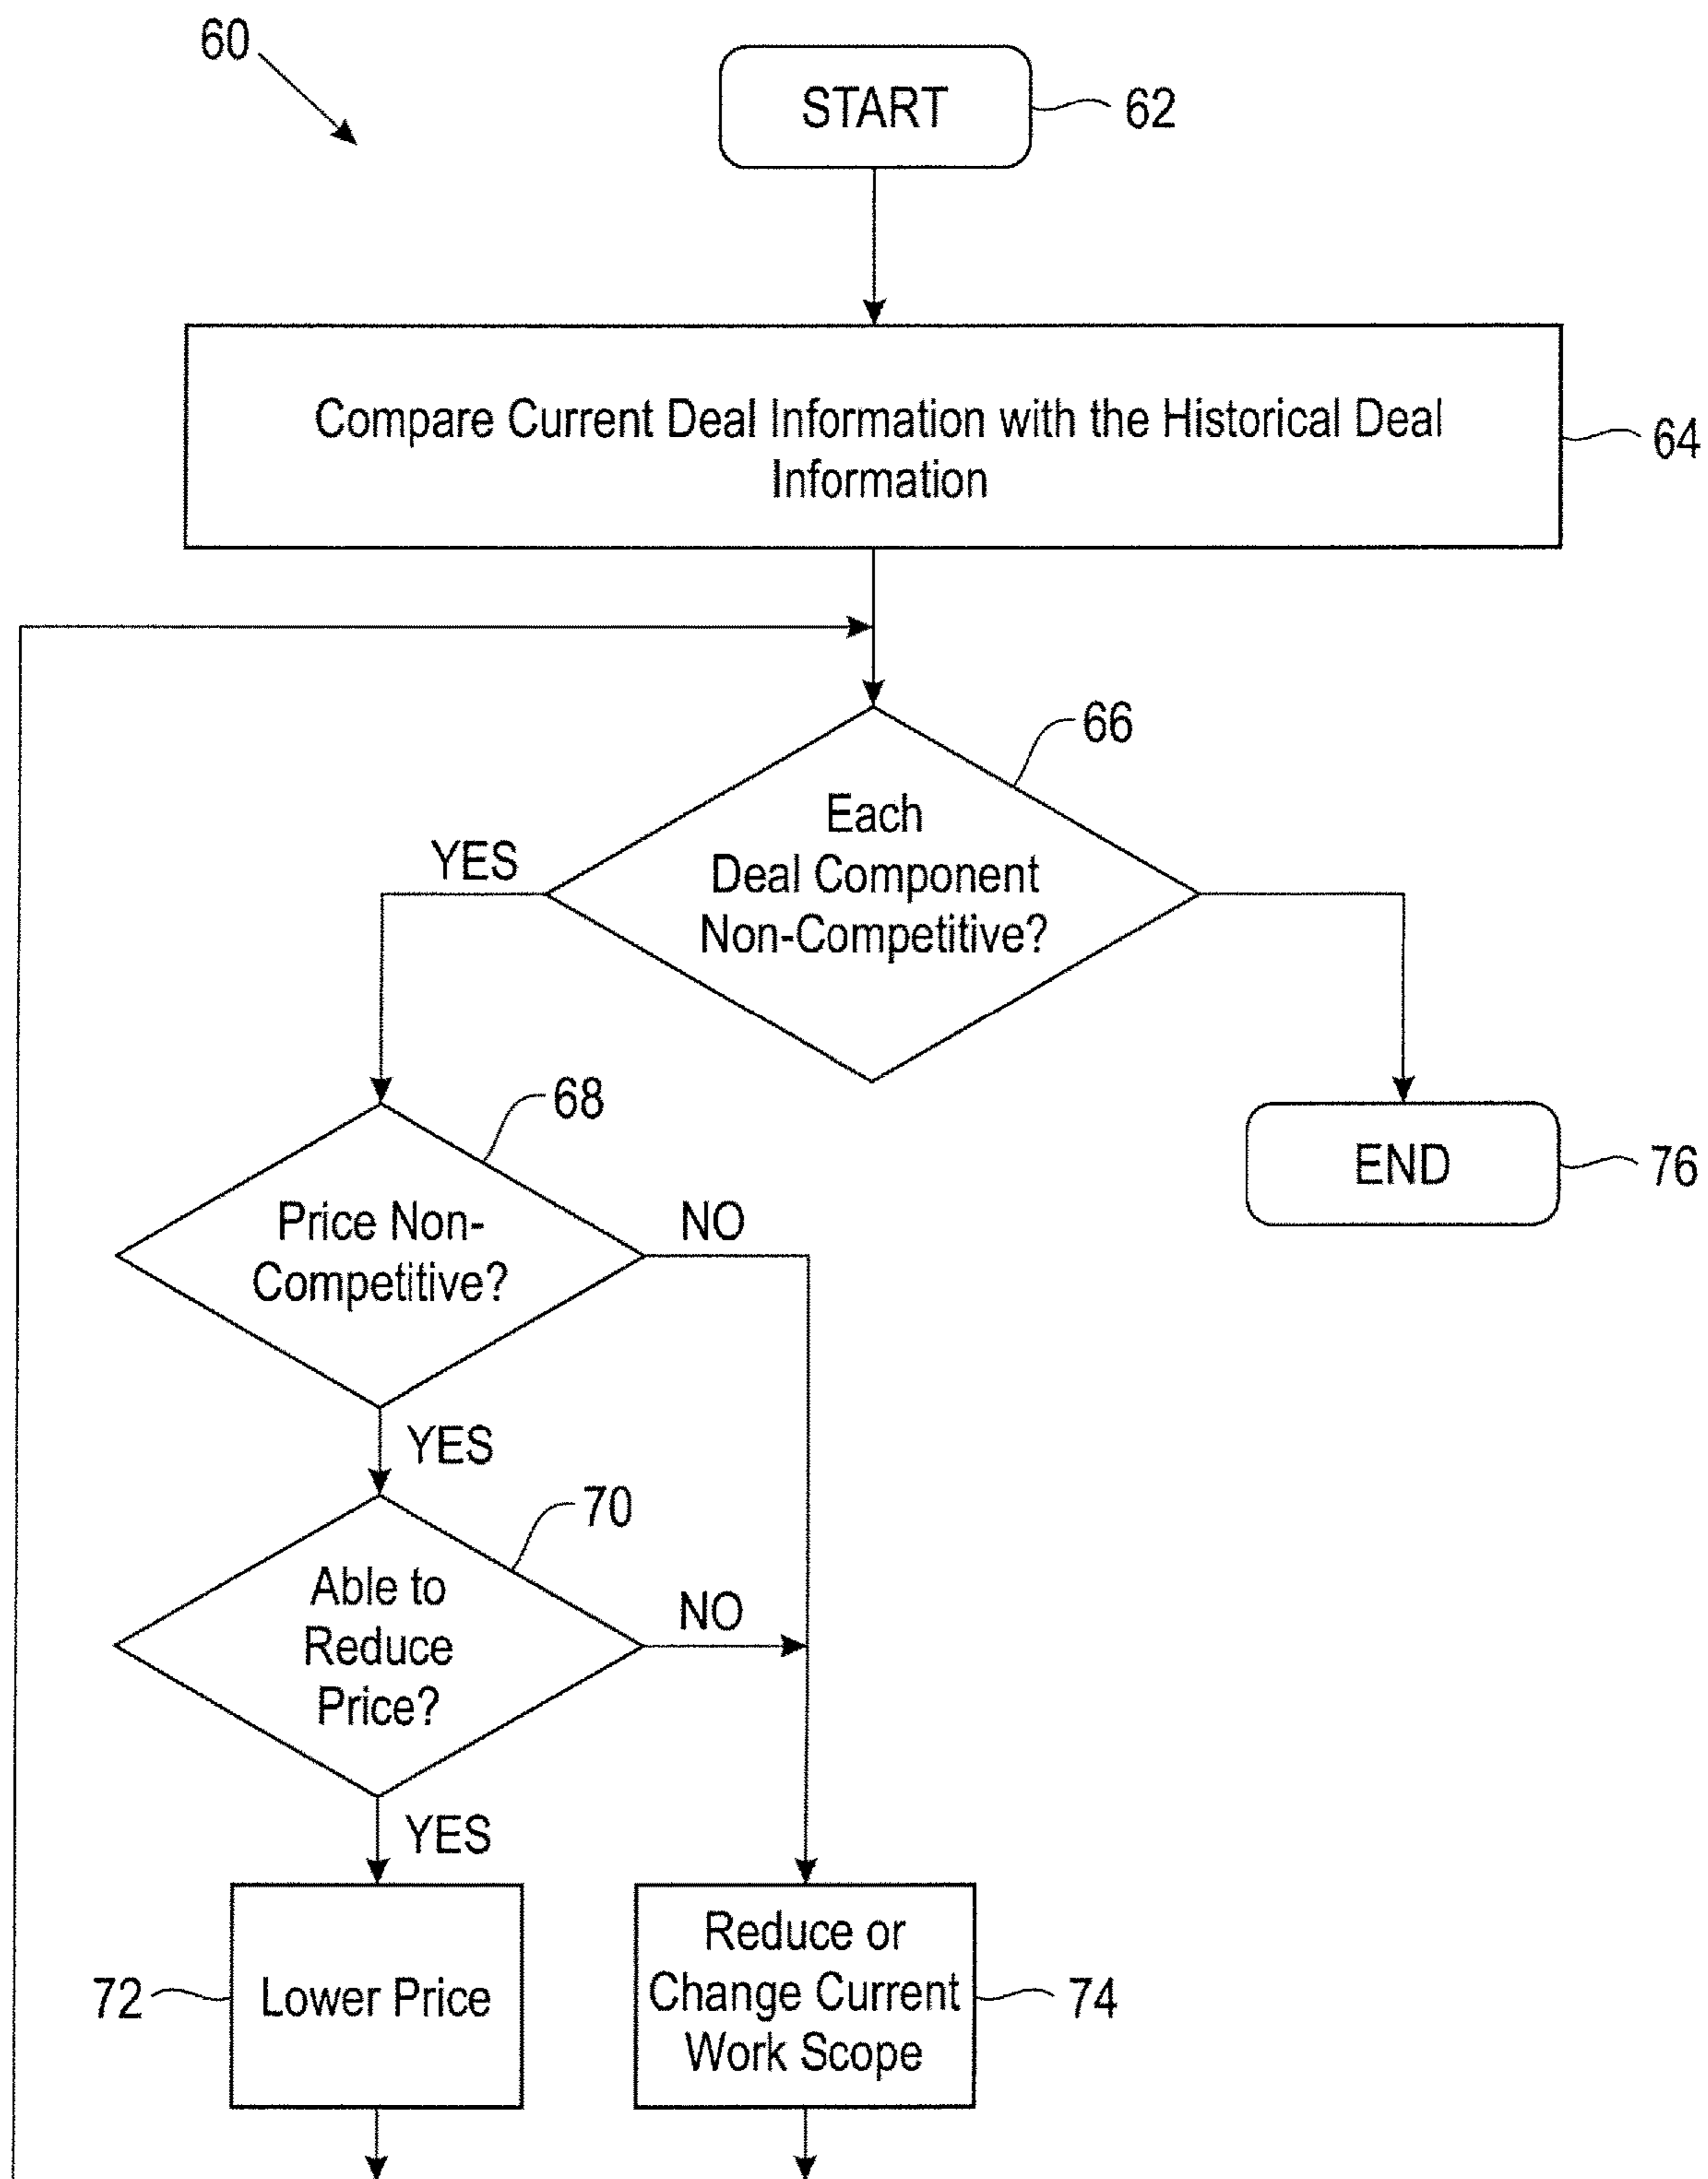 60
START
62
Compare Current Deal Information with the Historical Deal
Information
64
66
Each
Deal Component
Non-Competitive?
YES
68
END
76
Price Non-
Competitive?
NO
YES
70
Able to
Reduce
Price?
NO
YES
72
Lower Price
Reduce or
Change Current
Work Scope
74